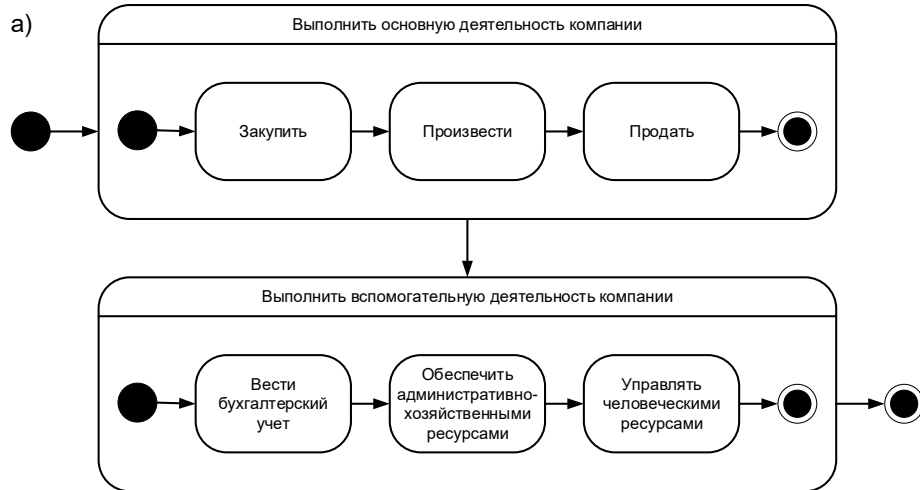 а)
Выполнить основную деятельность компании
Закупить
Произвести
Продать
Выполнить вспомогательную деятельность компании
Вести
бухгалтерский
учет
Обеспечить
административно-
хозяйственными
ресурсами
Управлять
человеческими
ресурсами